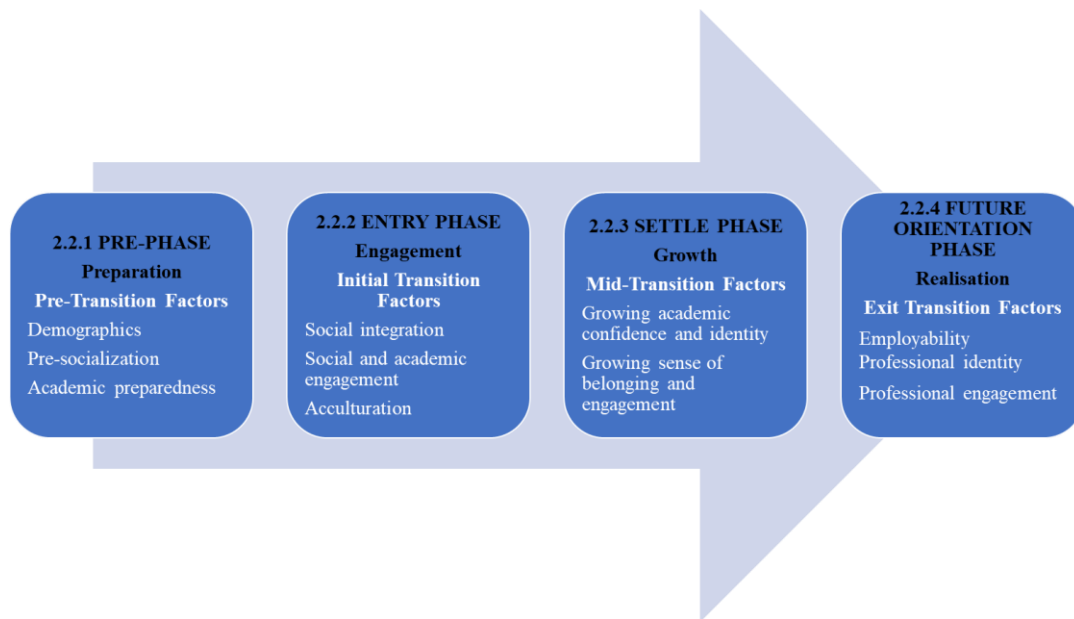 2.2.1 PRE-PHASE
Preparation
Pre-Transition Factors
Demographics
Pre-socialization
Academic preparedness
2.2.2 ENTRY PHASE
Engagement
Initial Transition
Factors
Social integration
Social and academic
engagement
Acculturation
2.2.3 SETTLE PHASE
Growth
Mid-Transition Factors
Growing academic
confidence and identity
Growing sense of
belonging and
engagement
2.2.4 FUTURE
ORIENTATION
PHASE
Realisation
Exit Transition Factors
Employability
Professional identity
Professional engagement